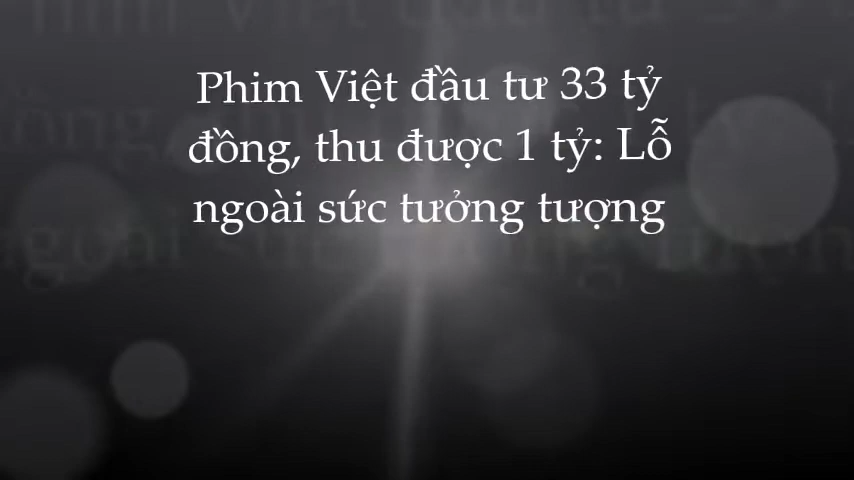 Phim Việt đầu tư 33 tỷ
đồng, thu được 1 tỷ: Lỗ
ngoài sức tưởng tượng